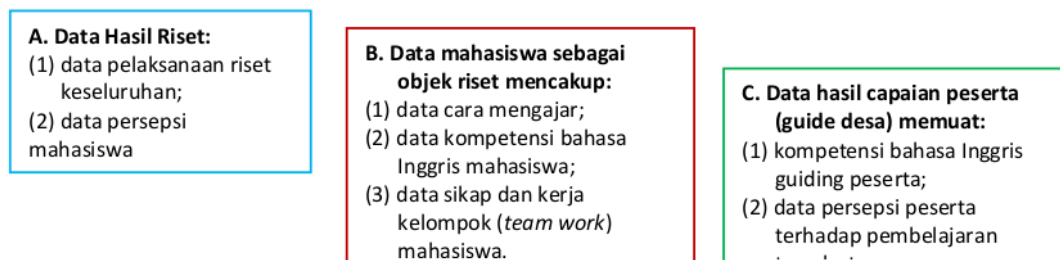 A. Data Hasil Riset:
(1) data pelaksanaan riset
keseluruhan;
(2) data persepsi
mahasiswa
B. Data mahasiswa sebagai
objek riset mencakup:
(1) data cara mengajar;
(2) data kompetensi bahasa
Inggris mahasiswa;
(3) data sikap dan kerja
kelompok (team work)
mahasiswa.
C. Data hasil capaian peserta
(guide desa) memuat:
(1) kompetensi bahasa Inggris
guiding peserta;
(2) data persepsi peserta
terhadap pembelajaran